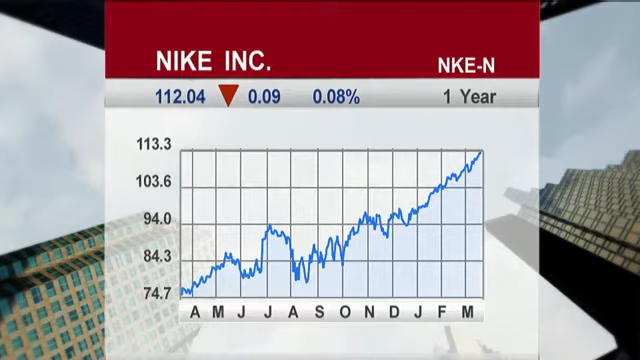 NIKE INC.
NKE-N
112.04 0.09 0.08% 1 Year
113.3
103.6
94.0
84.3
74.7
A M J J A S O N D J F M